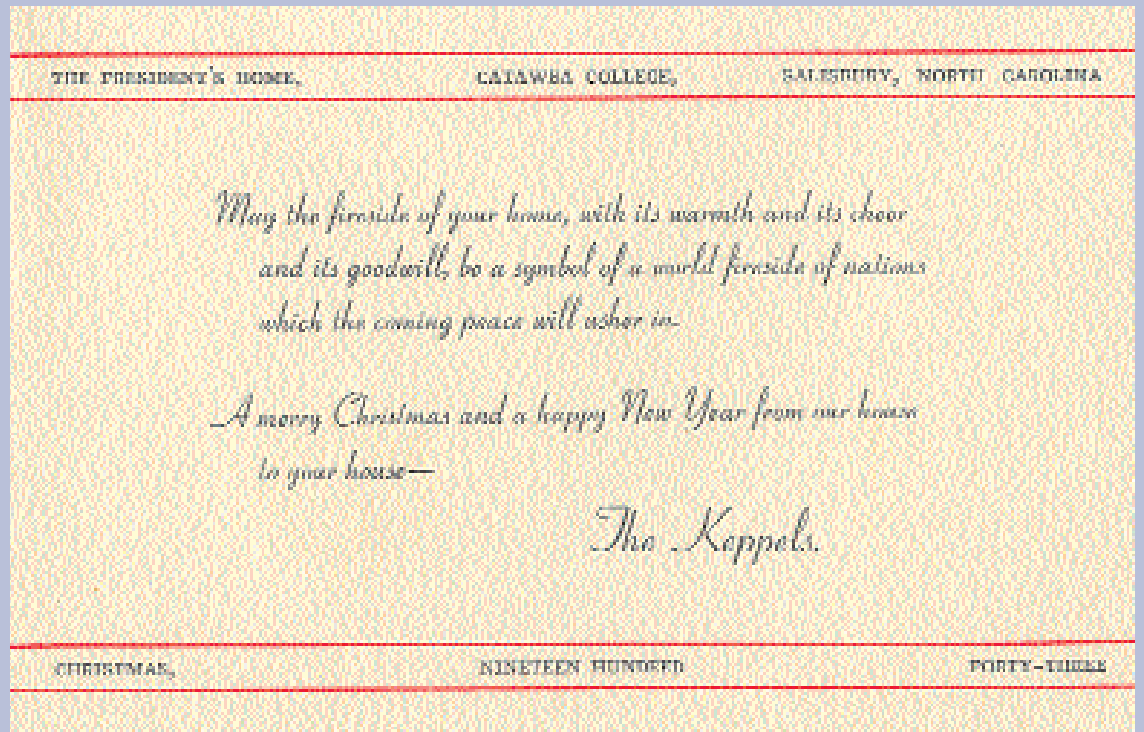 THE PRESIDENT'S HOME, CATAWBA COLLEGE, SALISBURY, NORTH CAROLINA
May the fireside of your home, with its warmth and its cheer
and its goodwill, be a symbol of a world fireside of nations
which the coming peace will usher in.
A merry Christmas and a happy New Year from our house
to your house—
The Keppels.
CHRISTMAS, NINETEEN HUNDRED FORTY-THREE